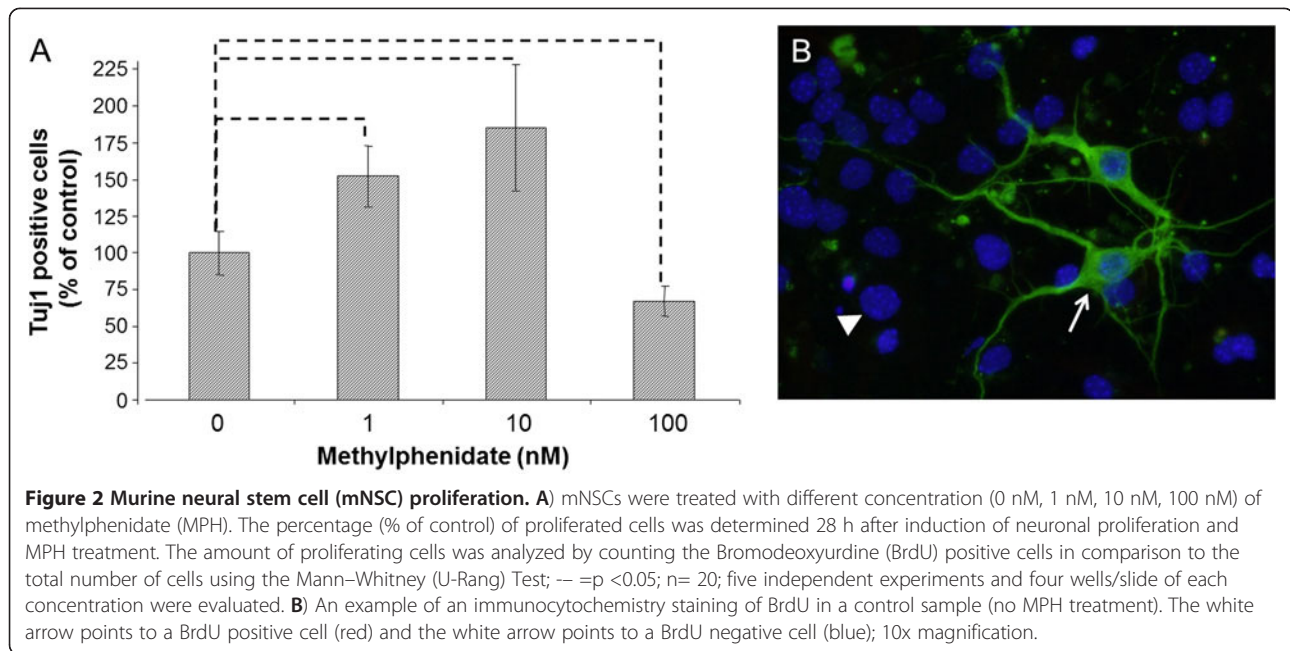 A
B
Tuj1 positive cells
(% of control)
225
200
175
150
125
100
75
50
25
0
0 1 10 100
Methylphenidate (nM)
Figure 2 Murine neural stem cell (mNSC) proliferation. A) mNSCs were treated with different concentration (0 nM, 1 nM, 10 nM, 100 nM) of
methylphenidate (MPH). The percentage (% of control) of proliferated cells was determined 28 h after induction of neuronal proliferation and
MPH treatment. The amount of proliferating cells was analyzed by counting the Bromodeoxyurdine (BrdU) positive cells in comparison to the
total number of cells using the Mann–Whitney (U-Rang) Test; -– =p <0.05; n= 20; five independent experiments and four wells/slide of each
concentration were evaluated. B) An example of an immunocytochemistry staining of BrdU in a control sample (no MPH treatment). The white
arrow points to a BrdU positive cell (red) and the white arrow points to a BrdU negative cell (blue); 10x magnification.